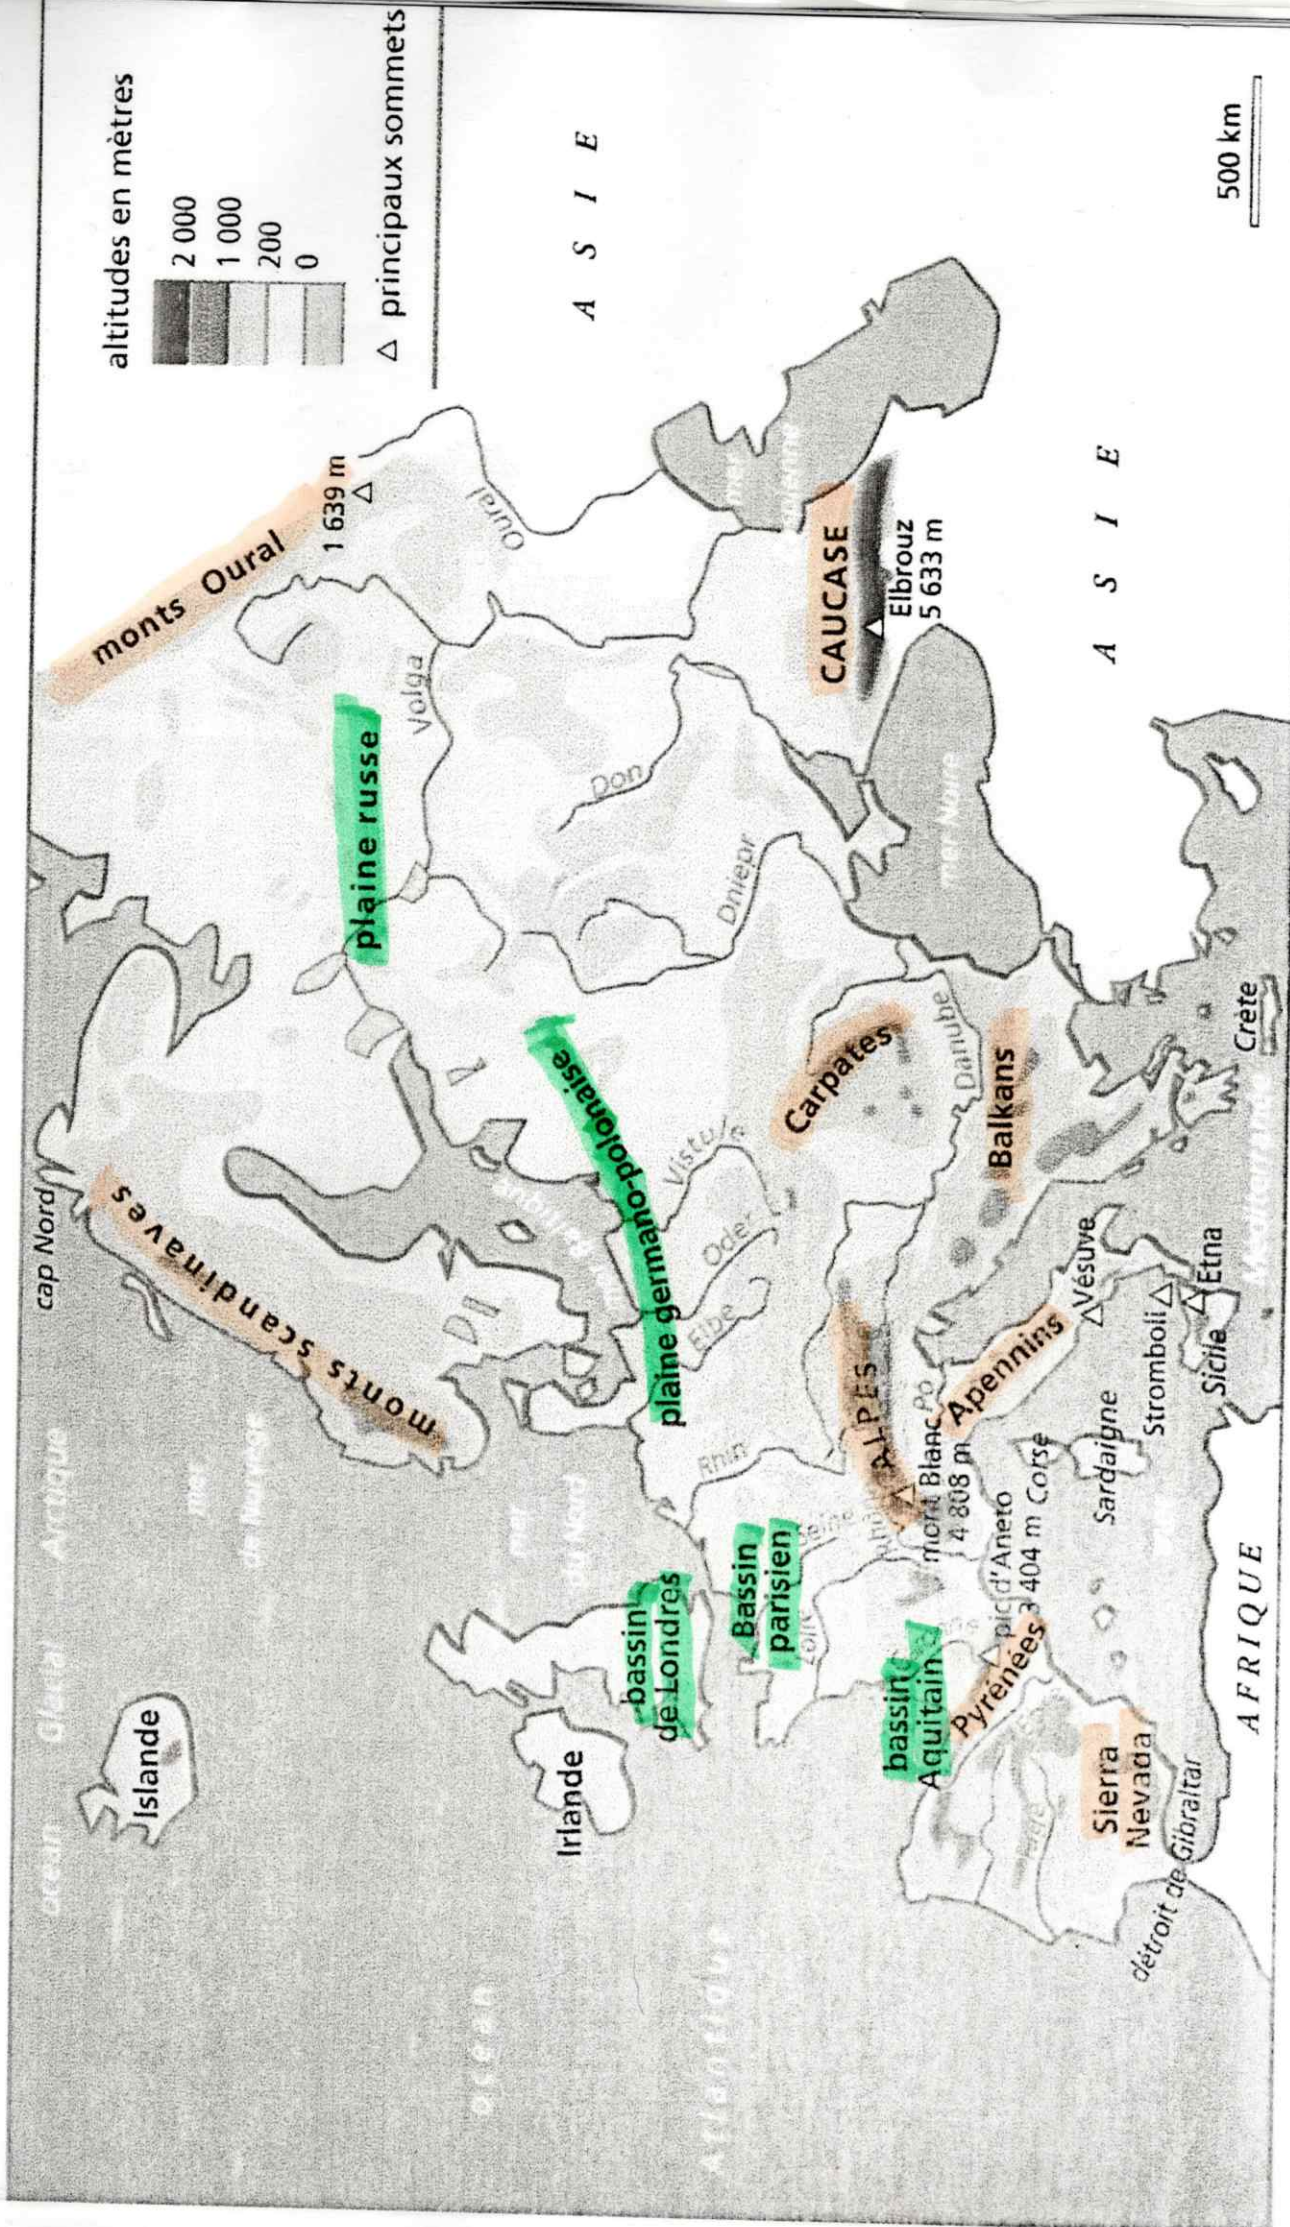 altitudes en mètres
2 000
1 000
200
0
△ principaux sommets
océan Glacial Arctique
cap Nord
monts Oural
1 639 m
Islande
mer
de Norvège
monts scandinaves
plaine russe
Volga
Oural
A S I E
océan
Atlantique
Irlande
du Nord
bassin
de Londres
Baltique
plaine germano-polonaise
Vistule
Oder
Elbe
Rhin
Don
Dniepr
mer
Bassin
parisien
Seine
Loire
ALPES
mont Blanc
4 808 m
Po
Carpates
Danube
CAUCASE
Elbrouz
5 633 m
mer Noire
bassin
Aquitain
Pyrénées
pic d'Aneto
3 404 m
Corse
Apennins
Balkans
Sierra
Nevada
Sardaigne
Vésuve
Stromboli
Etna
Sicile
Crète
détroit de Gibraltar
AFRIQUE
A S I E
500 km